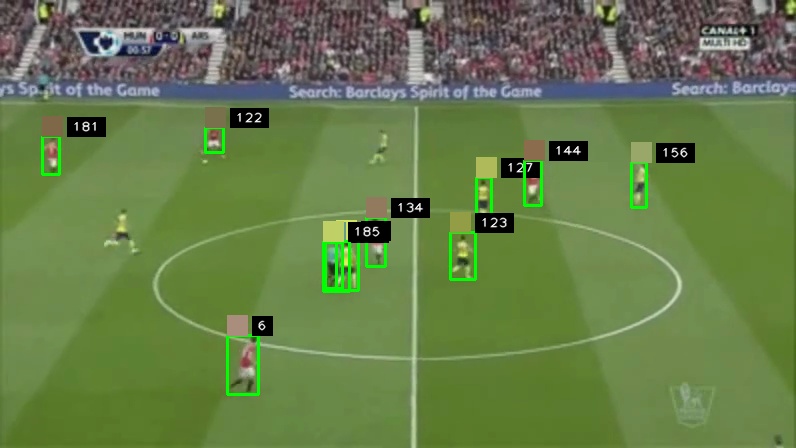 MUN 0-0 ARS
00:57
CANAL+ 1
MULTI HD
ys Spirit of the Game
Search: Barclays Spirit of the Game
Search: Barclays
181
122
144
127
156
134
185
123
6